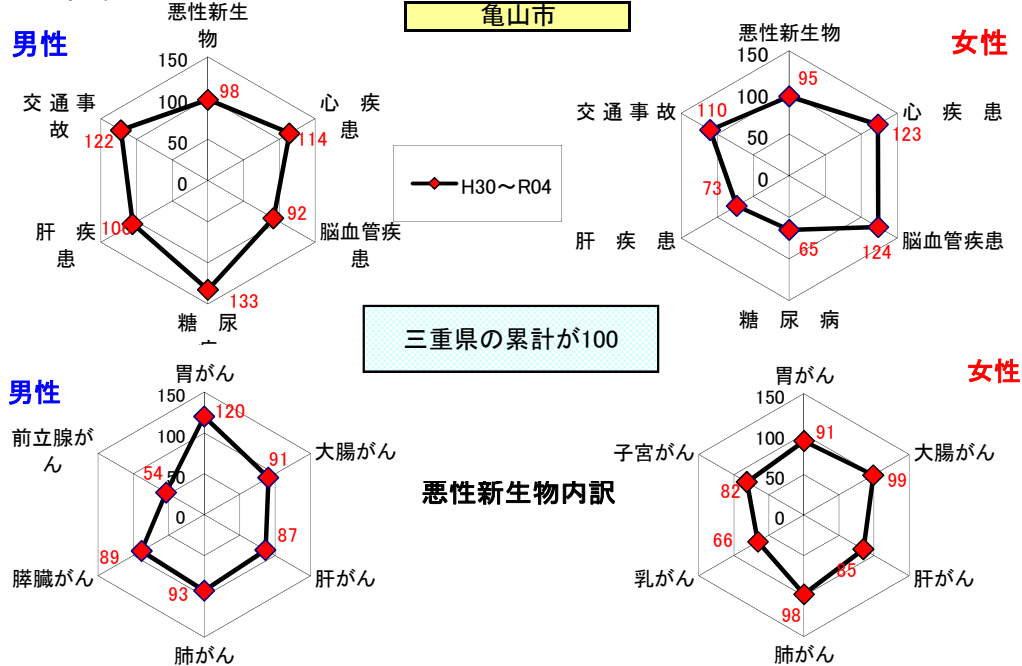 亀山市
男性
悪性新生
物
150
100
50
0
98
心 疾
患
114
92
脳血管疾
患
133
糖 尿
肝 疾
患
交 通 事
故
122
H30～R04
女性
悪性新生物
150
100
50
0
95
心 疾 患
123
脳血管疾患
124
65
糖 尿 病
肝 疾 患
73
交 通 事 故
110
三重県の累計が100
男性
胃がん
150
100
50
0
120
大腸がん
91
87
肝がん
93
肺がん
89
膵臓がん
前立腺が
ん
54
悪性新生物内訳
女性
胃がん
150
100
50
0
91
大腸がん
99
85
肝がん
98
肺がん
66
乳がん
子宮がん
82